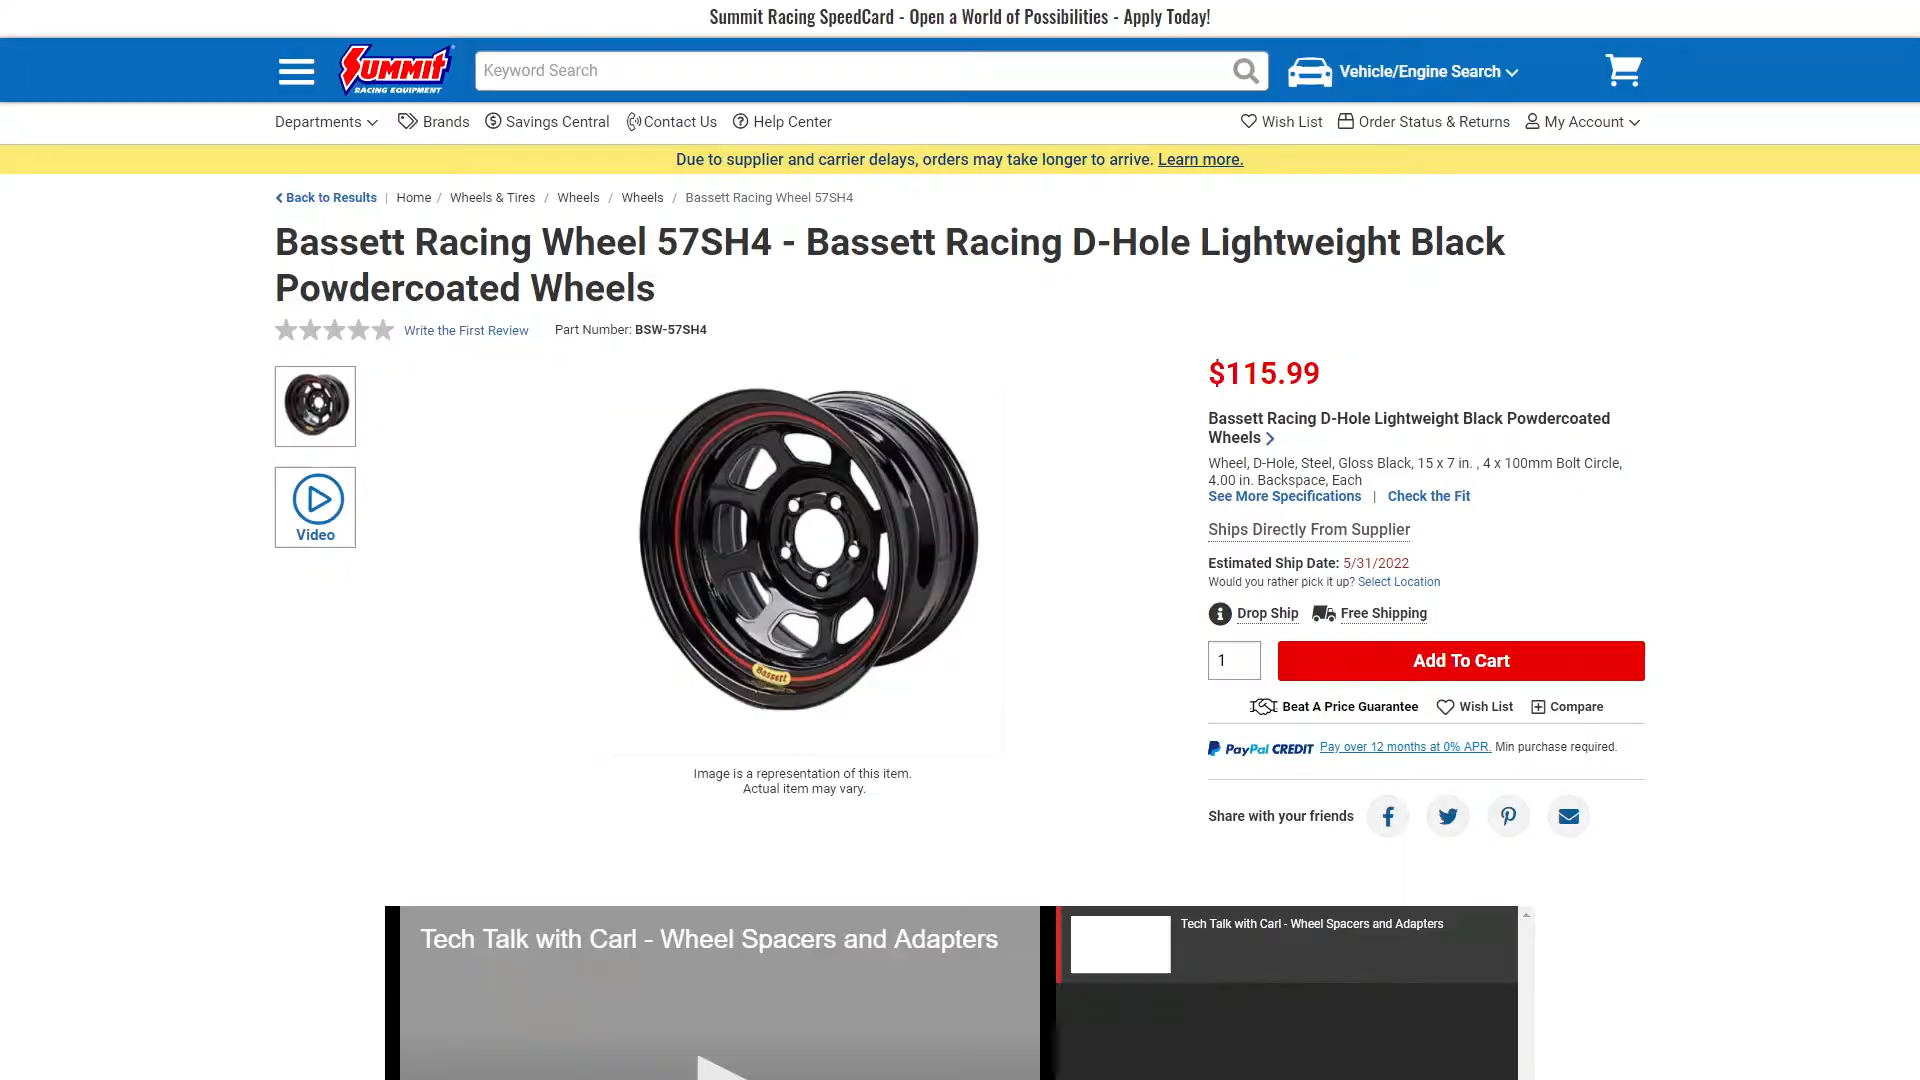 Summit Racing SpeedCard - Open a World of Possibilities - Apply Today!
SUMMIT
RACING EQUIPMENT
Keyword Search
Vehicle/Engine Search
Departments
Brands
Savings Central
Contact Us
Help Center
Wish List
Order Status & Returns
My Account
Due to supplier and carrier delays, orders may take longer to arrive. Learn more.
Back to Results | Home / Wheels & Tires / Wheels / Wheels / Bassett Racing Wheel 57SH4
Bassett Racing Wheel 57SH4 - Bassett Racing D-Hole Lightweight Black
Powdercoated Wheels
Write the First Review
Part Number: BSW-57SH4
Video
Bassett
Image is a representation of this item.
Actual item may vary.
$115.99
Bassett Racing D-Hole Lightweight Black Powdercoated
Wheels
Wheel, D-Hole, Steel, Gloss Black, 15 x 7 in. , 4 x 100mm Bolt Circle,
4.00 in. Backspace, Each
See More Specifications | Check the Fit
Ships Directly From Supplier
Estimated Ship Date: 5/31/2022
Would you rather pick it up? Select Location
Drop Ship
Free Shipping
1
Add To Cart
Beat A Price Guarantee
Wish List
Compare
PayPal CREDIT Pay over 12 months at 0% APR. Min purchase required.
Share with your friends
Tech Talk with Carl - Wheel Spacers and Adapters
Tech Talk with Carl - Wheel Spacers and Adapters